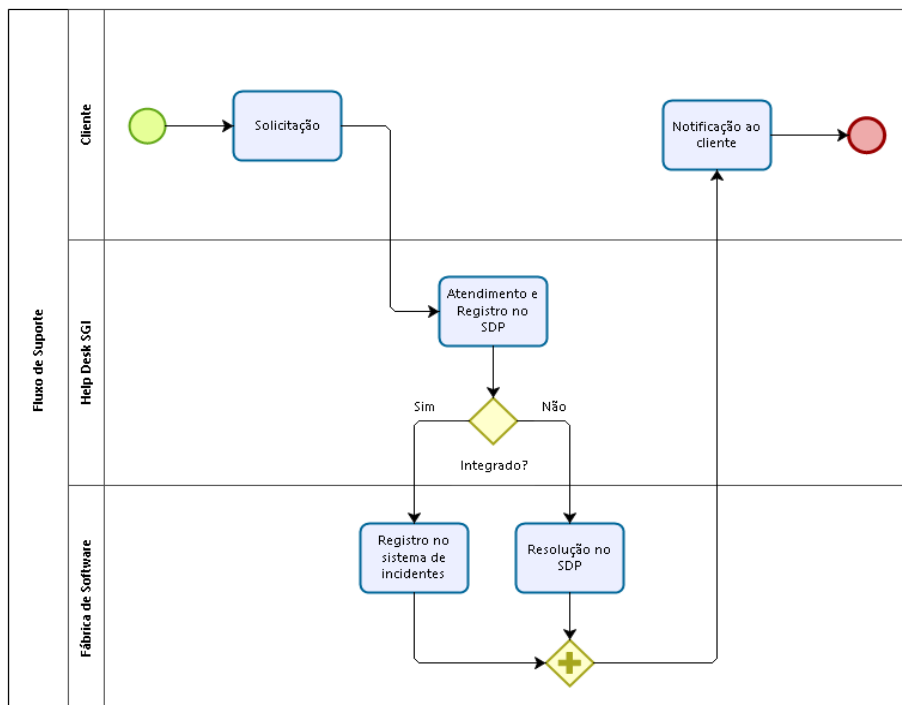 Fluxo de Suporte
Cliente
Solicitação
Notificação ao
cliente
Help Desk SGI
Atendimento e
Registro no
SDP
Sim
Não
Integrado?
Fábrica de Software
Registro no
sistema de
incidentes
Resolução no
SDP